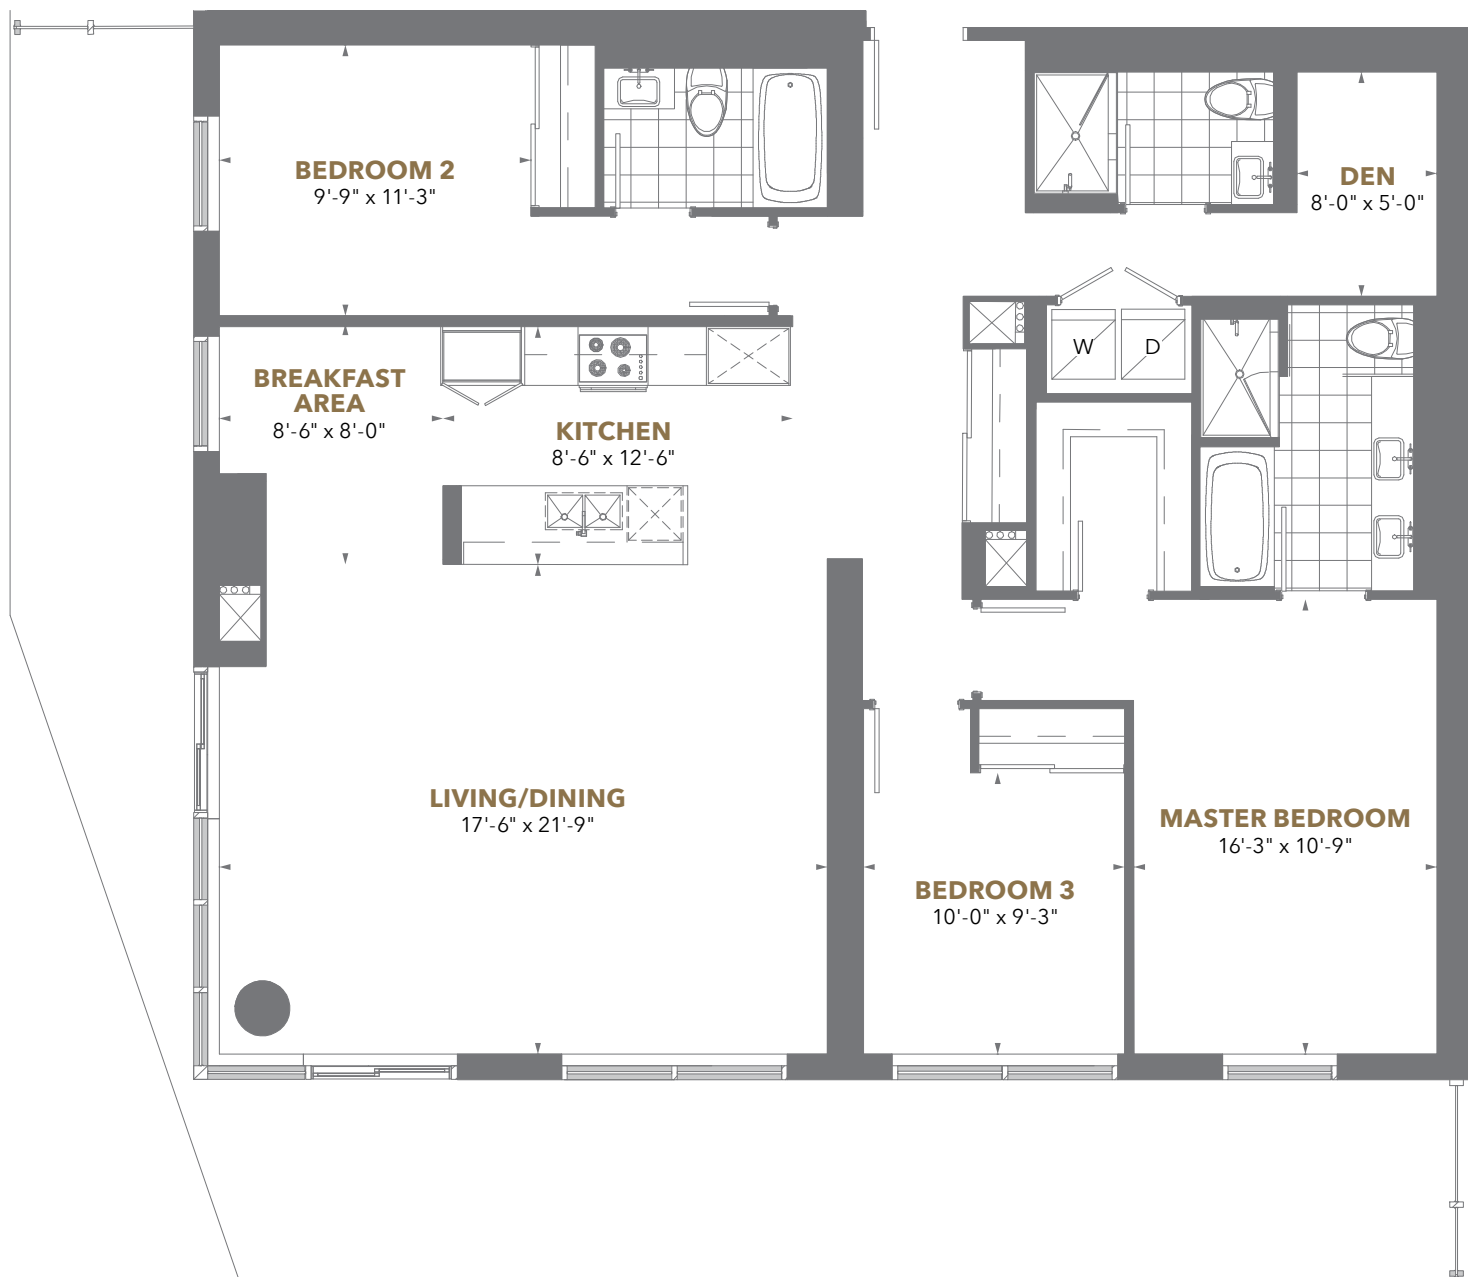 BEDROOM 2
9'-9" x 11'-3"
DEN
8'-0" x 5'-0"
W
D
BREAKFAST
AREA
8'-6" x 8'-0"
KITCHEN
8'-6" x 12'-6"
LIVING/DINING
17'-6" x 21'-9"
MASTER BEDROOM
16'-3" x 10'-9"
BEDROOM 3
10'-0" x 9'-3"